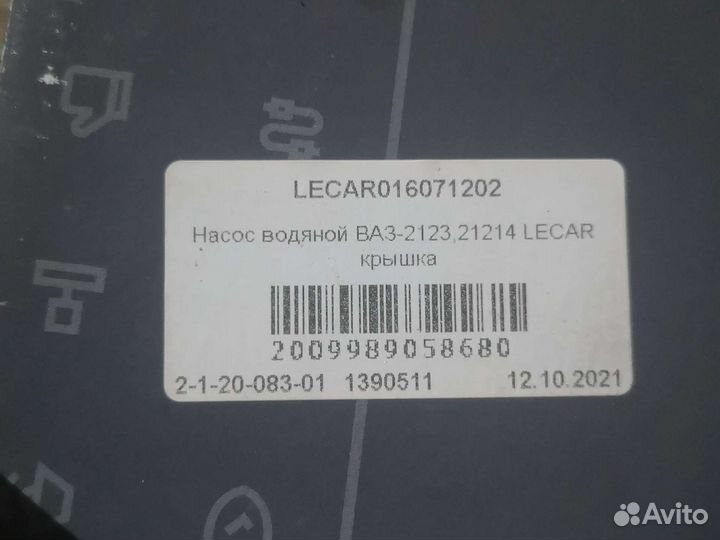 LECAR016071202
Насос водяной ВАЗ-2123,21214 LECAR
крышка
2009989058680
2-1-20-083-01 1390511 12.10.2021
Avito